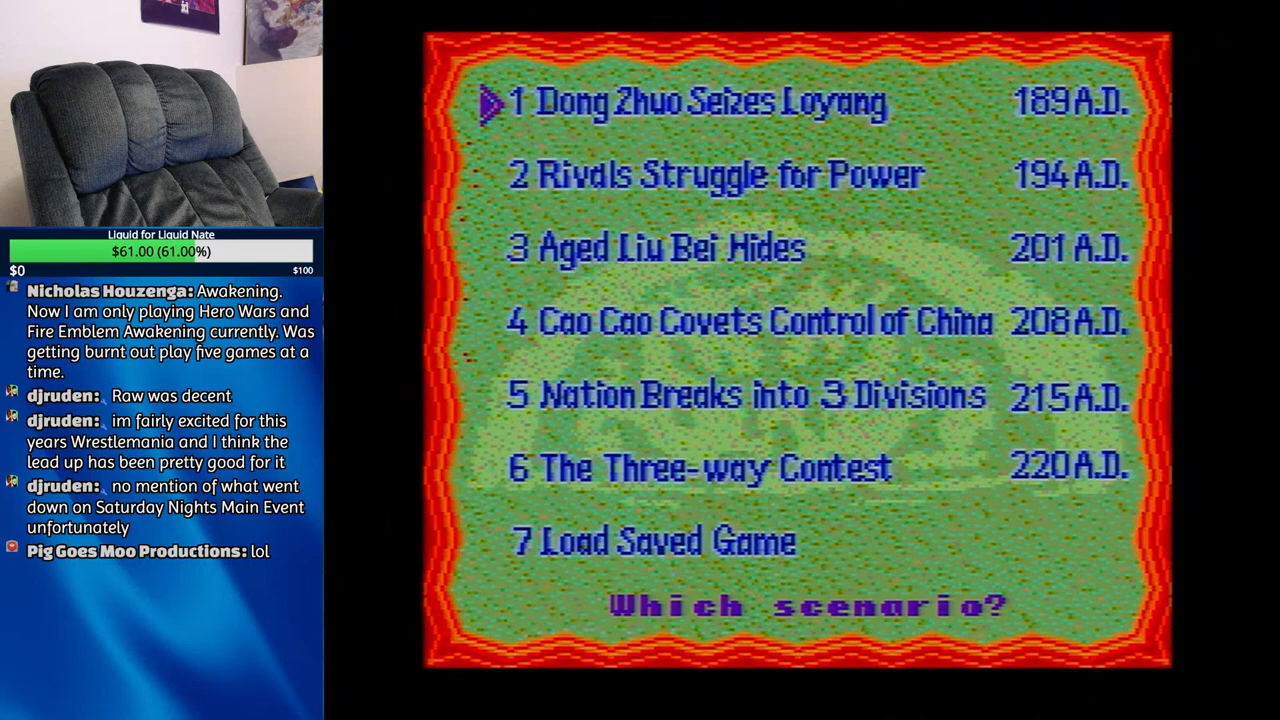 1 Dong Zhuo Seizes Loyang 189 A.D.
2 Rivals Struggle for Power 194 A.D.
3 Aged Liu Bei Hides 201 A.D.
4 Cao Cao Covets Control of China 208 A.D.
5 Nation Breaks into 3 Divisions 215 A.D.
6 The Three-way Contest 220 A.D.
7 Load Saved Game
Which scenario?
Liquid for Liquid Nate
$61.00 (61.00%)
$0 $100
Nicholas Houzenga: Awakening.
Now I am only playing Hero Wars and
Fire Emblem Awakening currently. Was
getting burnt out play five games at a
time.
djruden: Raw was decent
djruden: im fairly excited for this
years Wrestlemania and I think the
lead up has been pretty good for it
djruden: no mention of what went
down on Saturday Nights Main Event
unfortunately
Pig Goes Moo Productions: lol